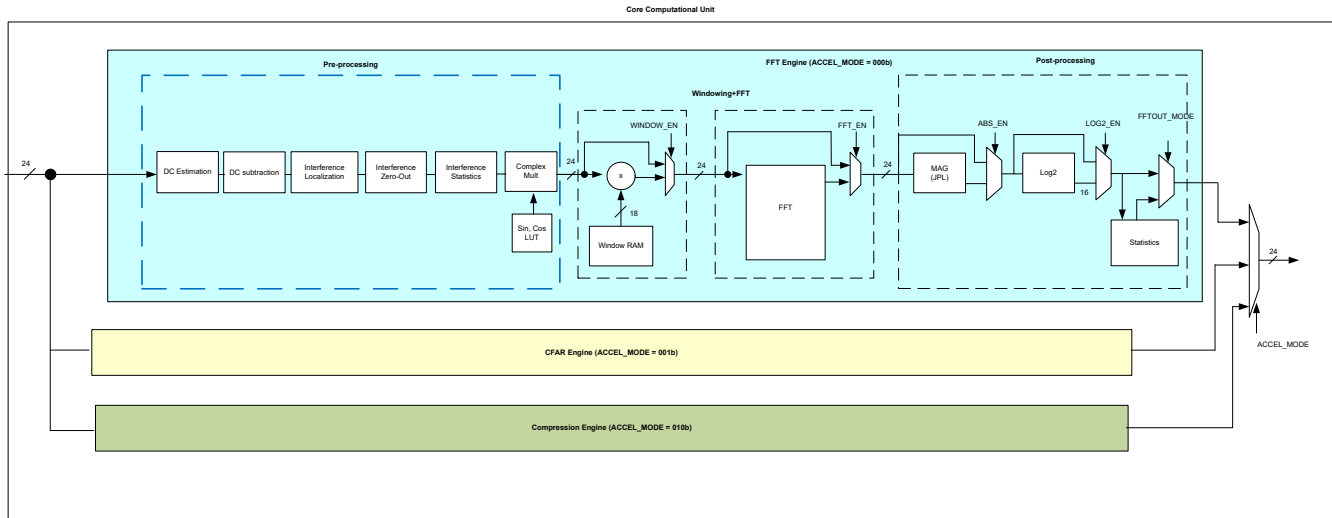 Core Computational Unit
FFT Engine (ACCEL_MODE = 000b)
Pre-processing
Post-processing
Windowing+FFT
WINDOW_EN
FFT_EN
ABS_EN
LOG2_EN
FFTOUT_MODE
24
DC Estimation
DC subtraction
Interference
Localization
Interference
Zero-Out
Interference
Statistics
Complex
Mult
24
x
24
FFT
24
MAG
(JPL)
Log2
16
18
Sin, Cos
LUT
Window RAM
Statistics
24
CFAR Engine (ACCEL_MODE = 001b)
ACCEL_MODE
Compression Engine (ACCEL_MODE = 010b)